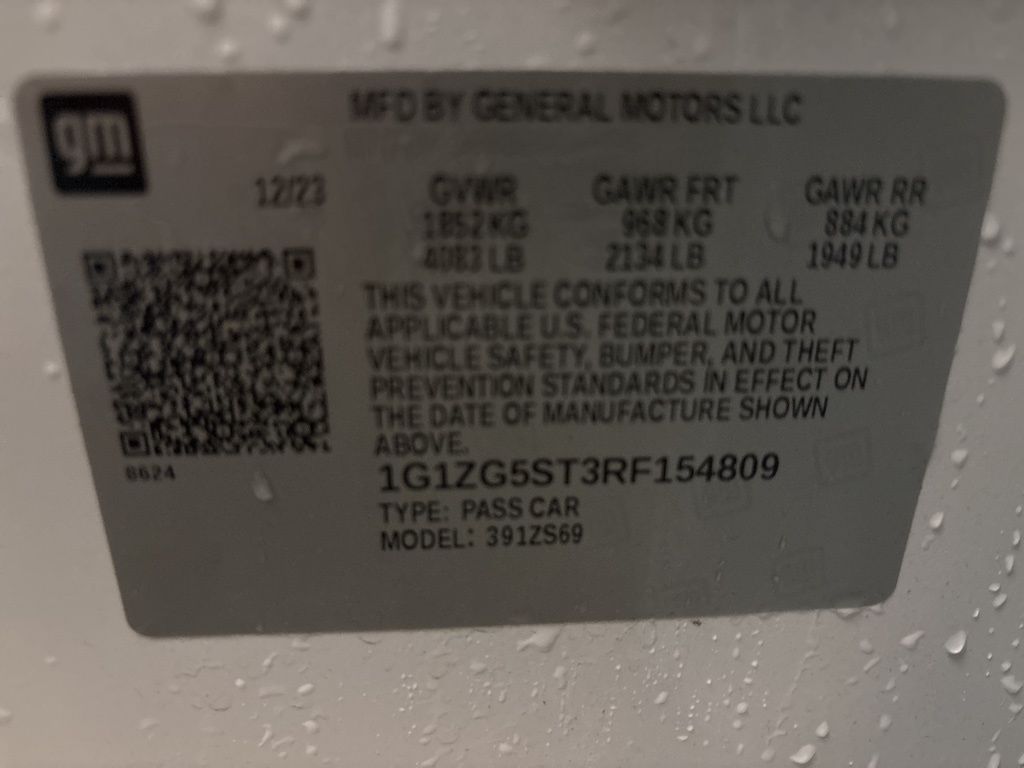 gm
MFD BY GENERAL MOTORS LLC
12/23 GVWR GAWR FRT GAWR RR
1852 KG 968 KG 884 KG
4083 LB 2134 LB 1949 LB
THIS VEHICLE CONFORMS TO ALL
APPLICABLE U.S. FEDERAL MOTOR
VEHICLE SAFETY, BUMPER, AND THEFT
PREVENTION STANDARDS IN EFFECT ON
THE DATE OF MANUFACTURE SHOWN
ABOVE.
8624
1G1ZG5ST3RF154809
TYPE: PASS CAR
MODEL: 391ZS69